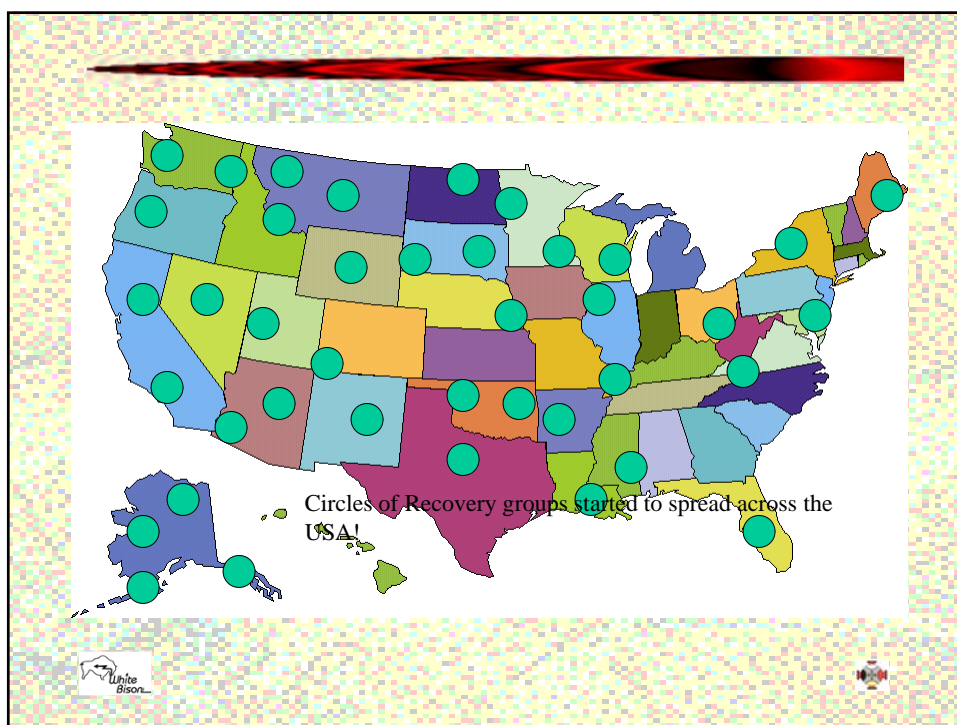 Circles of Recovery groups started to spread across the
USA!
White
Bison